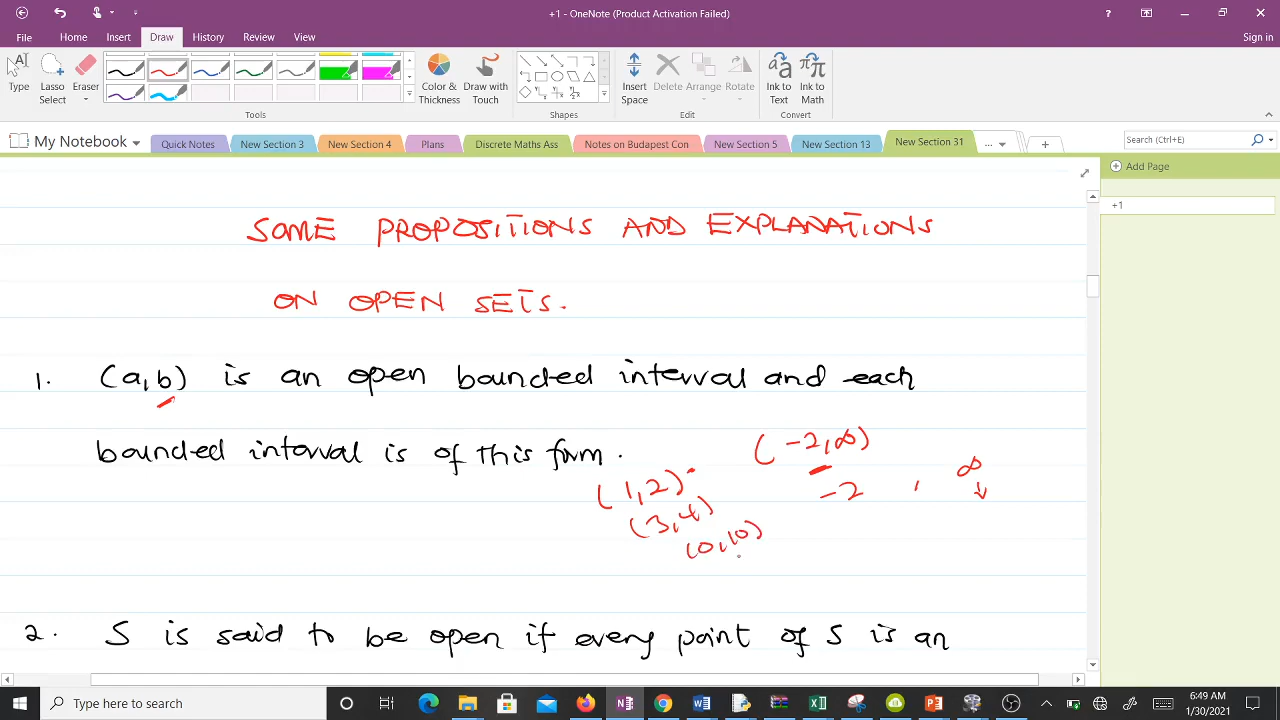 +1 - OneNote (Product Activation Failed)
File Home Insert Draw History Review View Sign in
Type Lasso Select Eraser Color & Thickness Draw with Touch Insert Space Delete Arrange Rotate Ink to Text Ink to Math
Tools Shapes Edit Convert
My Notebook Quick Notes New Section 3 New Section 4 Plans Discrete Maths Ass Notes on Budapest Con New Section 5 New Section 13 New Section 31 ... Search (Ctrl+E)
Add Page
+1
SOME PROPOSITIONS AND EXPLANATIONS
ON OPEN SETS.
1. (a,b) is an open bounded interval and each
bounded interval is of this form.
(-2,∞)
(1,2)
-2 , ∞
(3,4)
(0,10)
2. S is said to be open if every point of S is an
Type here to search
6:49 AM
1/30/2021